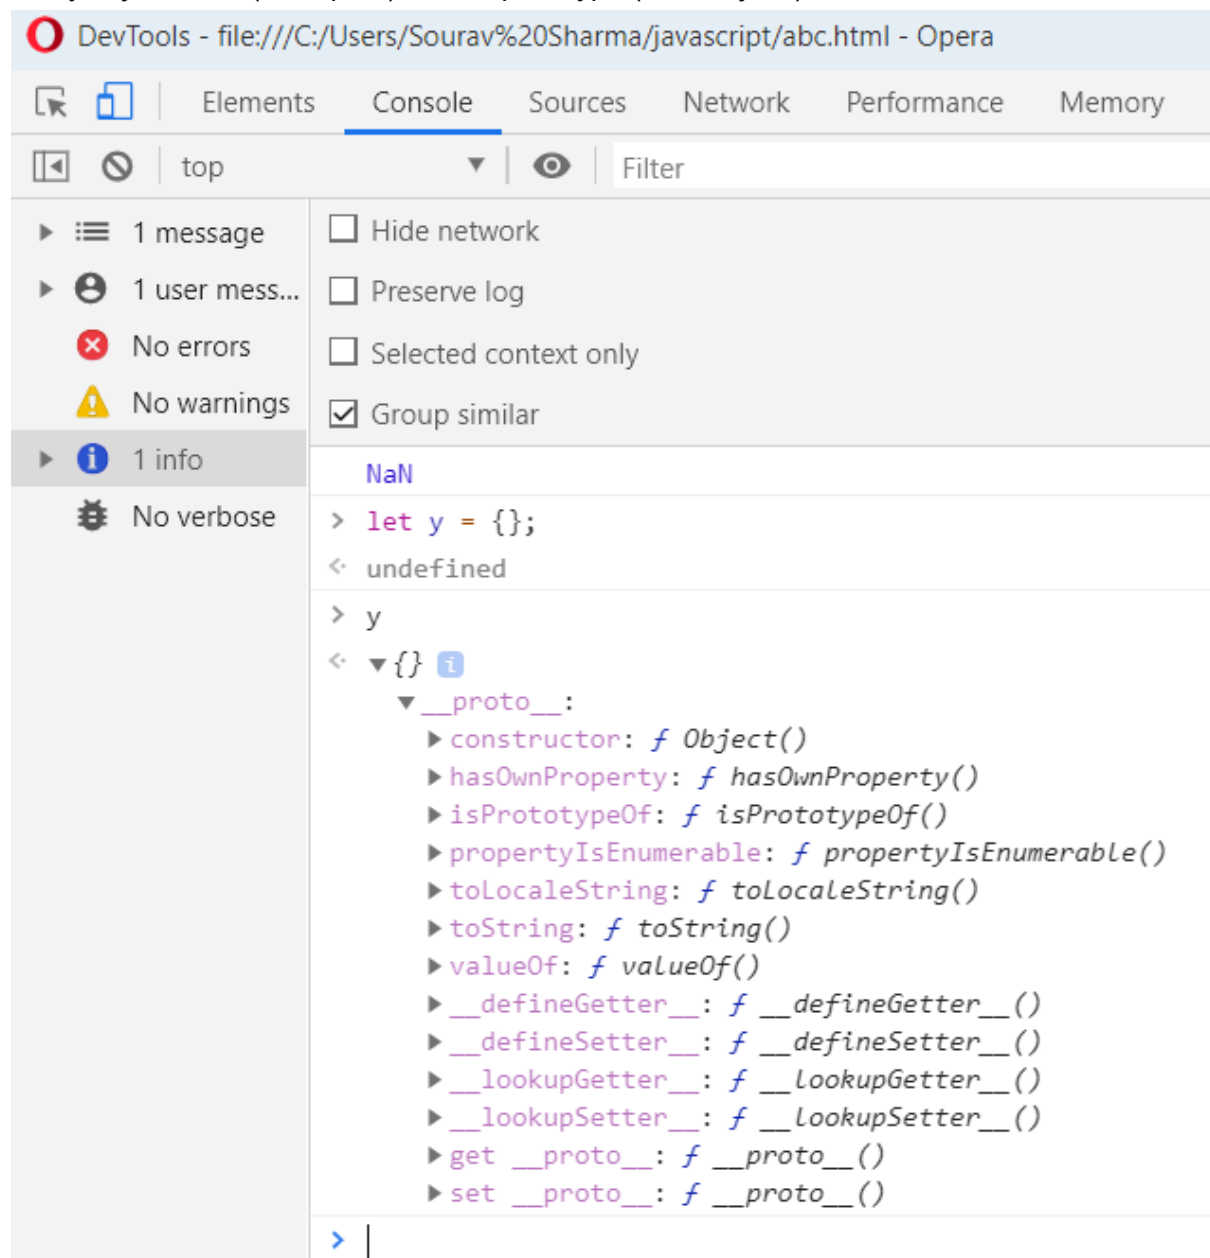 DevTools - file:///C:/Users/Sourav%20Sharma/javascript/abc.html - Opera
Elements Console Sources Network Performance Memory
top Filter
1 message
1 user mess...
No errors
No warnings
1 info
No verbose
Hide network
Preserve log
Selected context only
Group similar
NaN
> let y = {};
undefined
> y
{} i
__proto__:
constructor: ƒ Object()
hasOwnProperty: ƒ hasOwnProperty()
isPrototypeOf: ƒ isPrototypeOf()
propertyIsEnumerable: ƒ propertyIsEnumerable()
toLocaleString: ƒ toLocaleString()
toString: ƒ toString()
valueOf: ƒ valueOf()
__defineGetter__: ƒ __defineGetter__()
__defineSetter__: ƒ __defineSetter__()
__lookupGetter__: ƒ __lookupGetter__()
__lookupSetter__: ƒ __lookupSetter__()
get __proto__: ƒ __proto__()
set __proto__: ƒ __proto__()
>